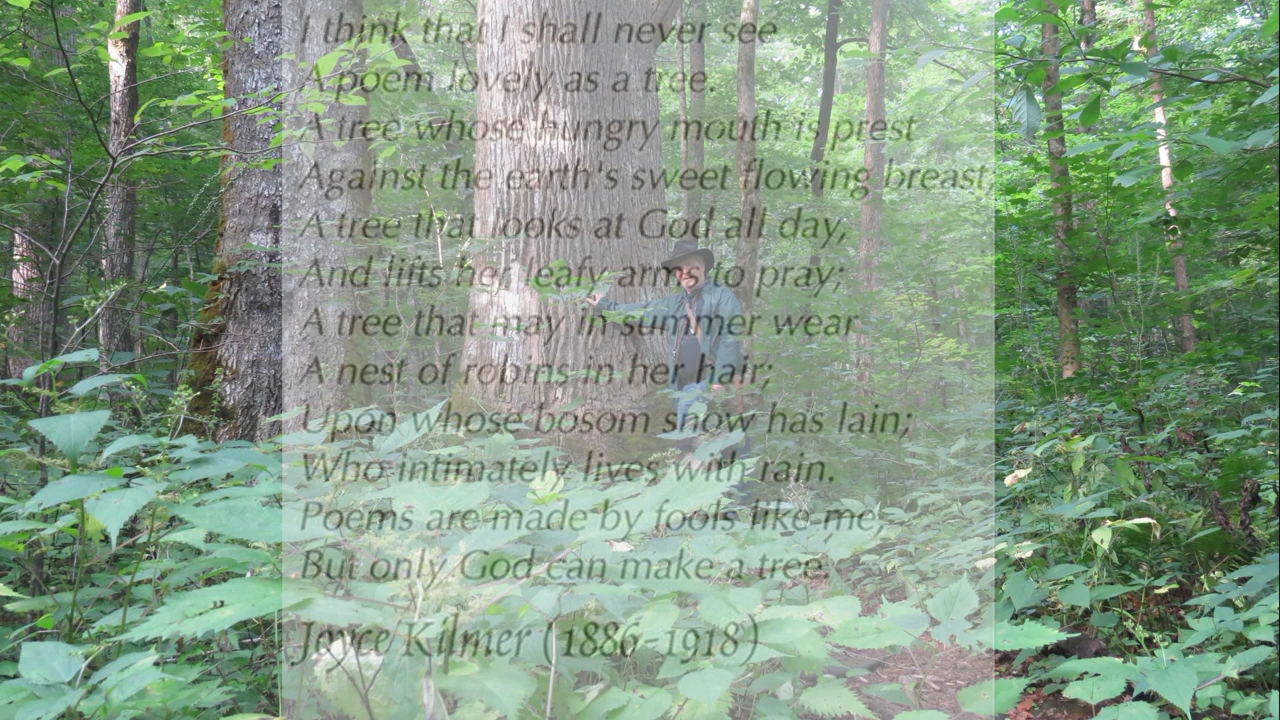 I think that I shall never see
A poem lovely as a tree.
A tree whose hungry mouth is prest
Against the earth's sweet flowing breast;
A tree that looks at God all day,
And lifts her leafy arms to pray;
A tree that may in summer wear
A nest of robins in her hair;
Upon whose bosom snow has lain;
Who intimately lives with rain.
Poems are made by fools like me,
But only God can make a tree.
Joyce Kilmer (1886-1918)